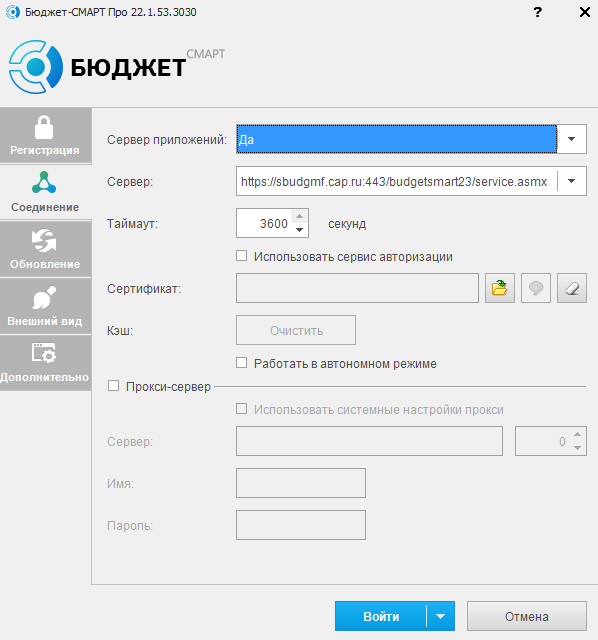 Бюджет-СМАРТ Про 22.1.53.3030 ?
БЮДЖЕТ СМАРТ
Регистрация
Соединение
Обновление
Внешний вид
Дополнительно
Сервер приложений: Да
Сервер: https://sbudgmf.cap.ru:443/budgetsmart23/service.asmx
Таймаут: 3600 секунд
Использовать сервис авторизации
Сертификат:
Кэш: Очистить
Работать в автономном режиме
Прокси-сервер
Использовать системные настройки прокси
Сервер: 0
Имя:
Пароль:
Войти Отмена